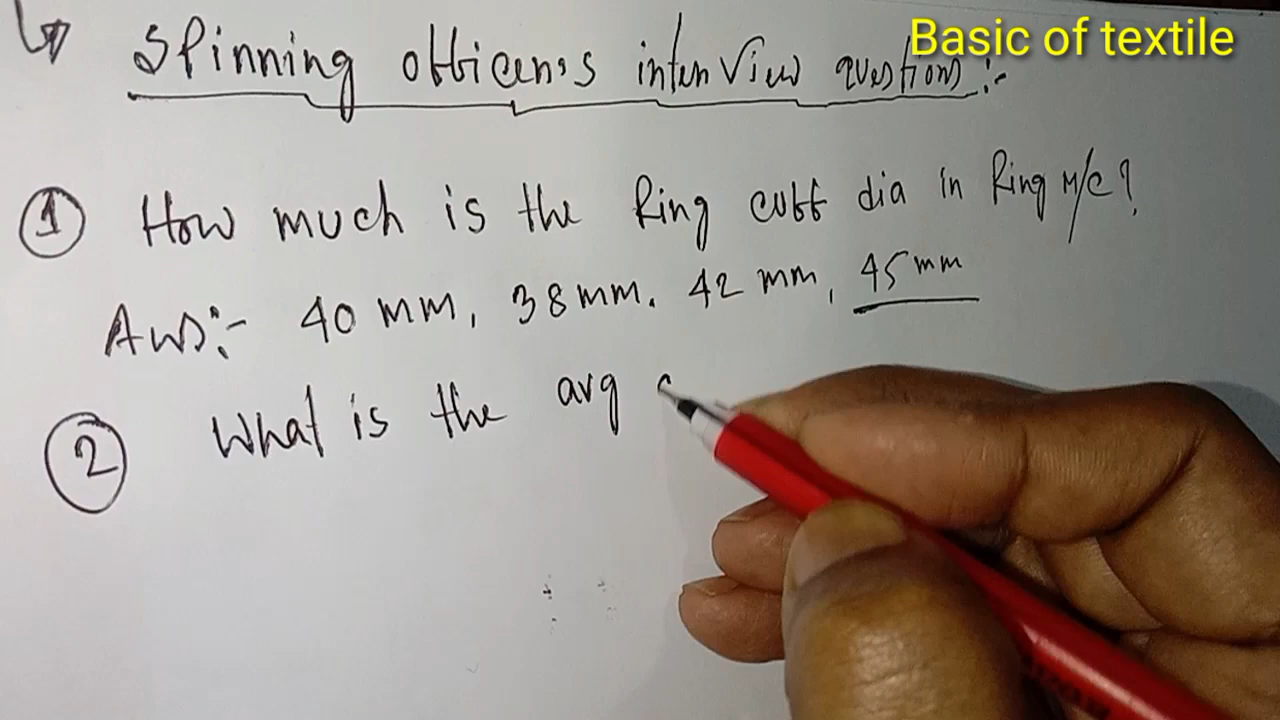 Basic of textile
Spinning officer's interview questions :-
① How much is the Ring cuff dia in Ring M/C?
Ans:- 40 mm, 38 mm. 42 mm, 45 mm
② What is the avg